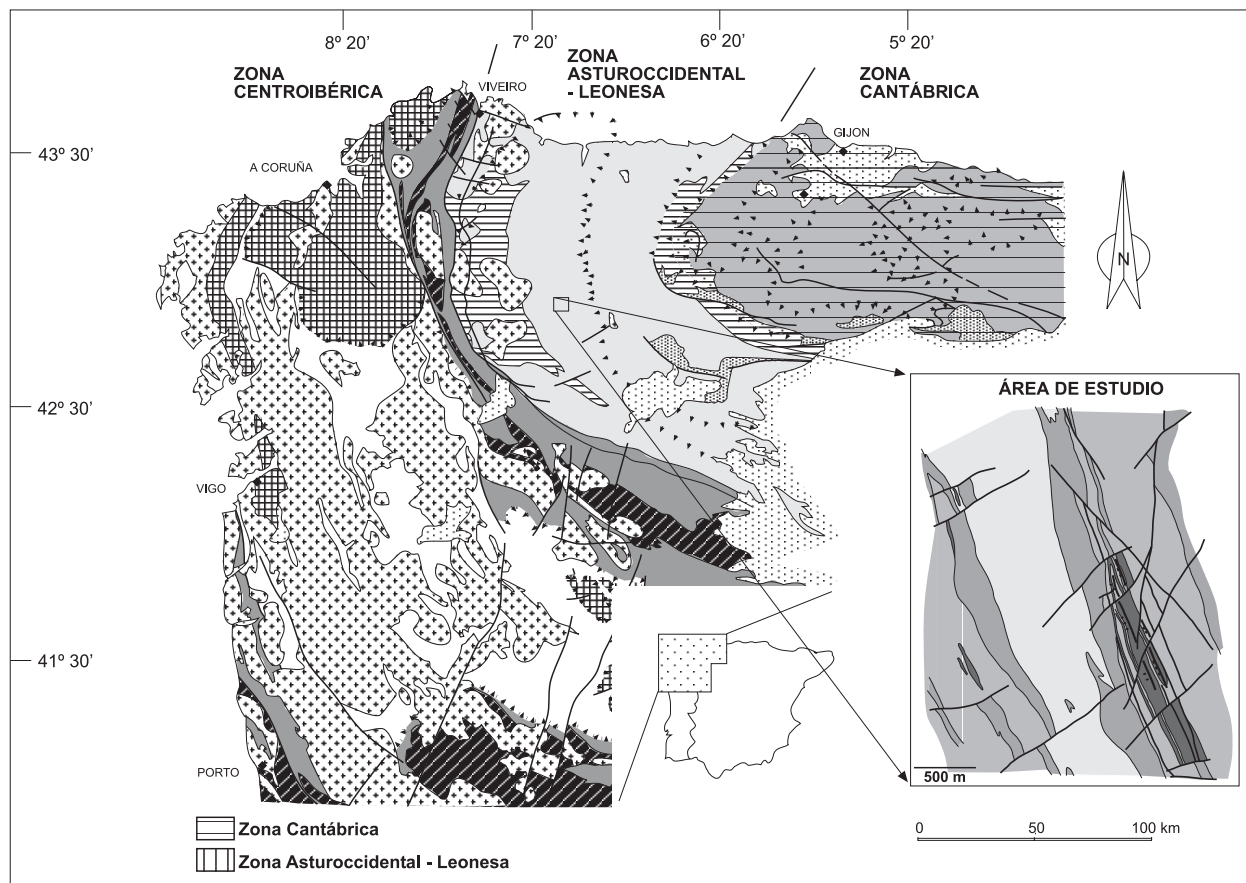 8º 20’
7º 20’
6º 20’
5º 20’
ZONA
CENTROIBÉRICA
ZONA
ASTUROCCIDENTAL
- LEONESA
ZONA
CANTÁBRICA
VIVEIRO
GIJON
43º 30’
A CORUÑA
N
ÁREA DE ESTUDIO
42º 30’
VIGO
41º 30’
PORTO
500 m
Zona Cantábrica
Zona Asturoccidental - Leonesa
0 50 100 km